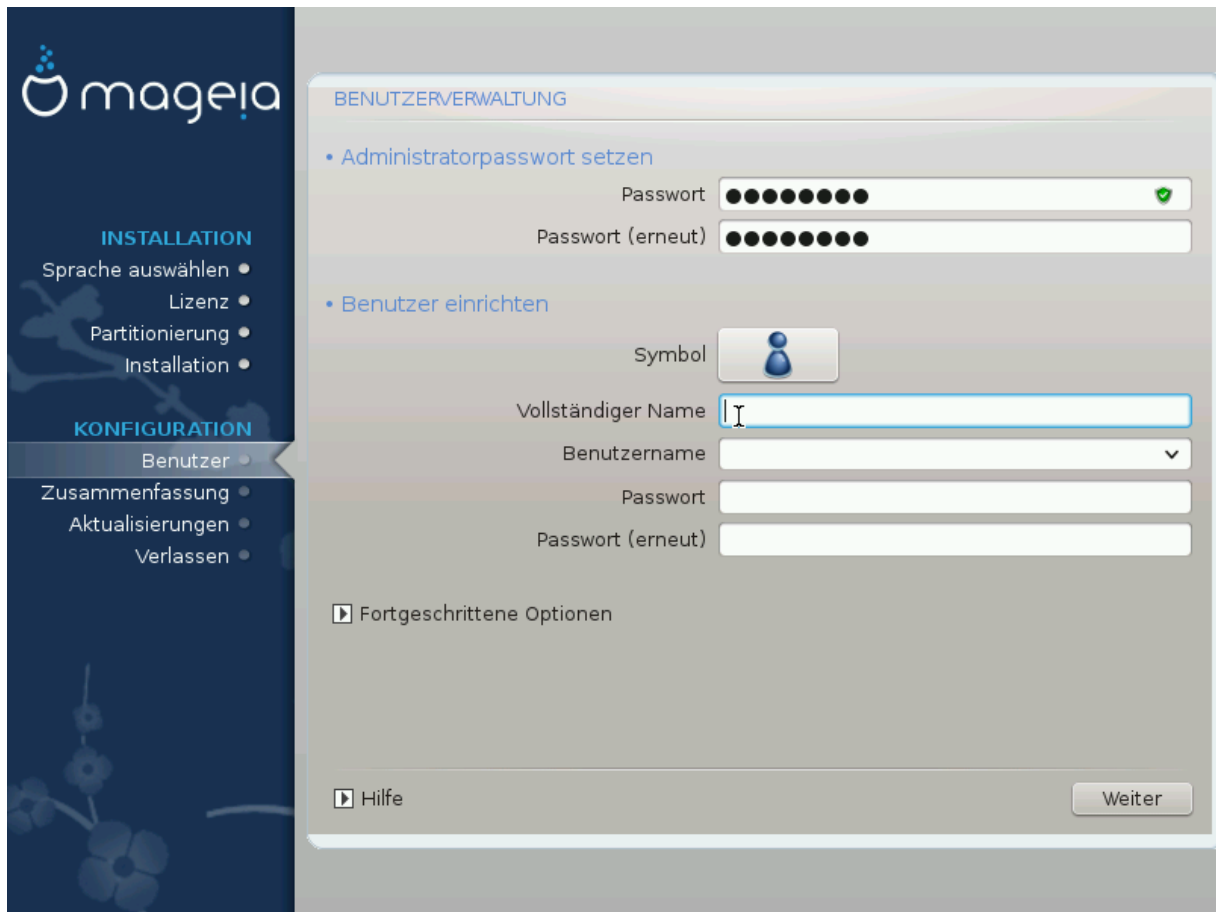 mageia
INSTALLATION
Sprache auswählen
Lizenz
Partitionierung
Installation
KONFIGURATION
Benutzer
Zusammenfassung
Aktualisierungen
Verlassen
BENUTZERVERWALTUNG
• Administratorpasswort setzen
Passwort ●●●●●●●●
Passwort (erneut) ●●●●●●●●
• Benutzer einrichten
Symbol
Vollständiger Name
Benutzername
Passwort
Passwort (erneut)
Fortgeschrittene Optionen
Hilfe
Weiter